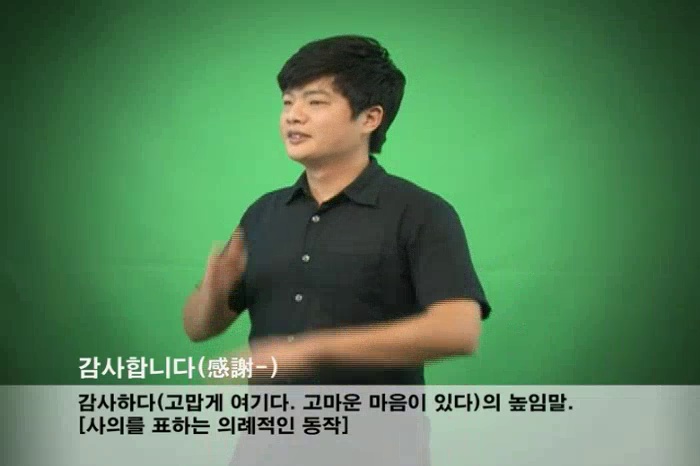 감사합니다(感謝-)
감사하다(고맙게 여기다. 고마운 마음이 있다)의 높임말.
[사의를 표하는 의례적인 동작]